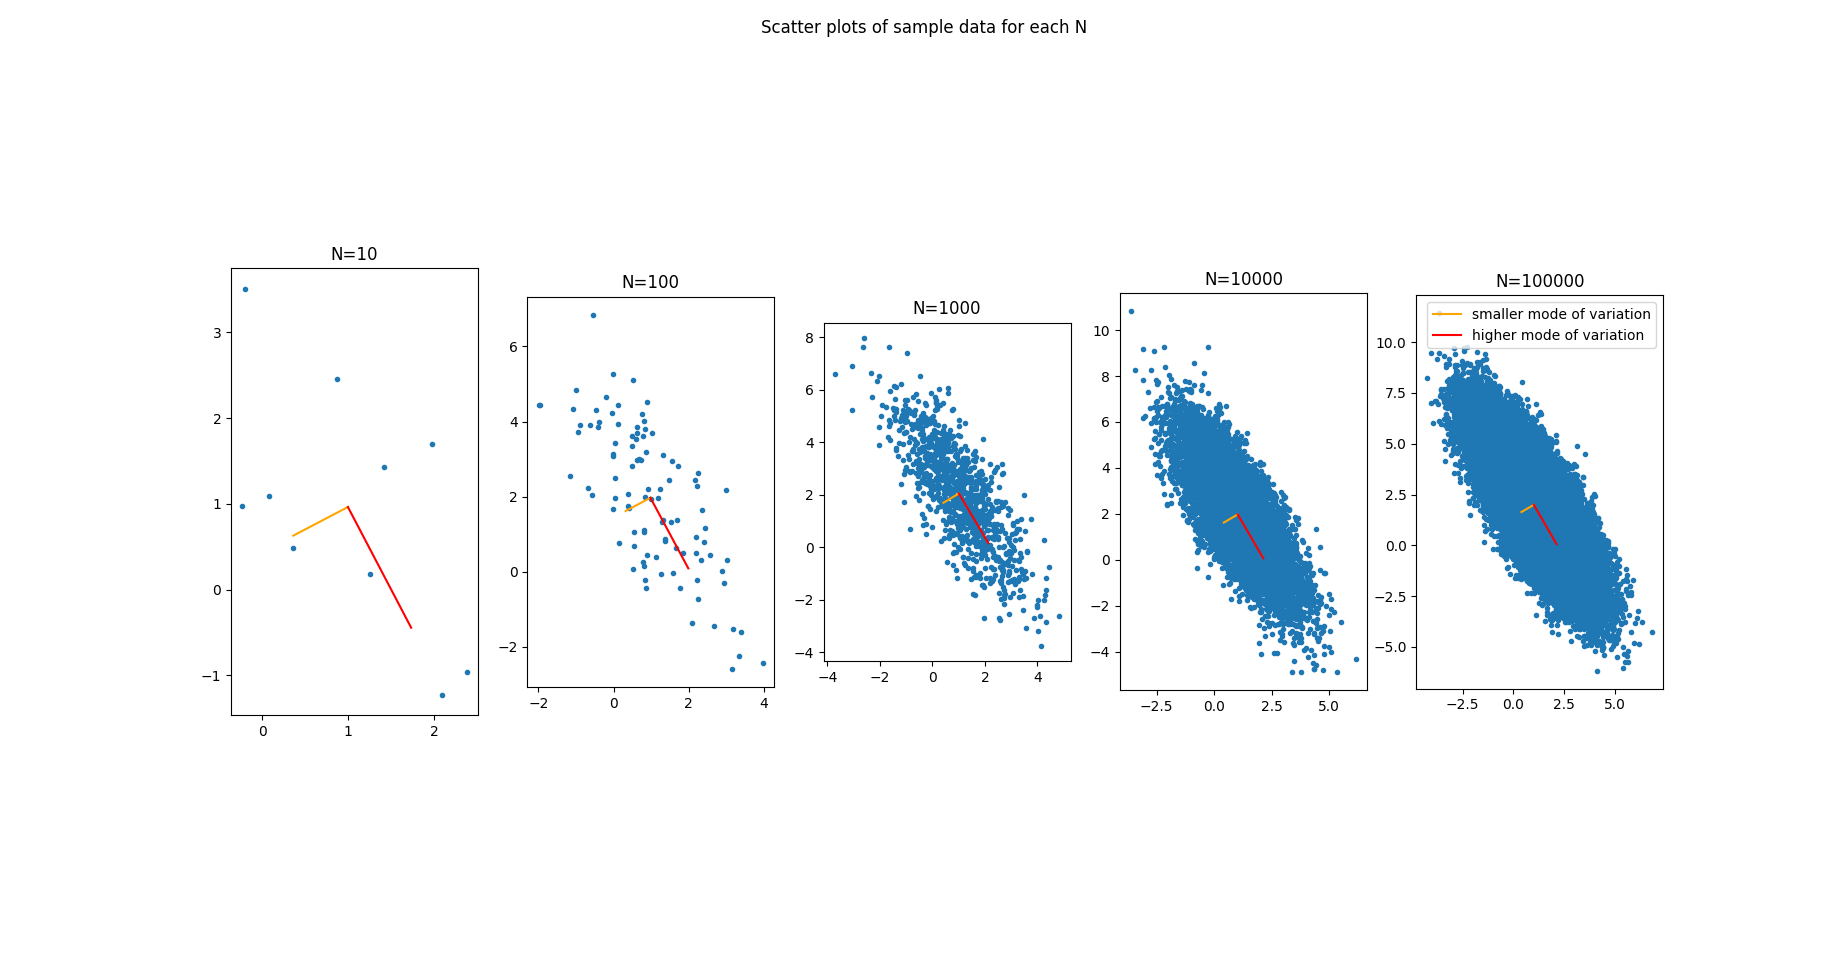 Scatter plots of sample data for each N
N=10
3
2
1
0
−1
0 1 2
N=100
6
4
2
0
−2
−2 0 2 4
N=1000
8
6
4
2
0
−2
−4
−4 −2 0 2 4
N=10000
10
8
6
4
2
0
−2
−4
−2.5 0.0 2.5 5.0
N=100000
smaller mode of variation
higher mode of variation
10.0
7.5
5.0
2.5
0.0
−2.5
−5.0
−2.5 0.0 2.5 5.0